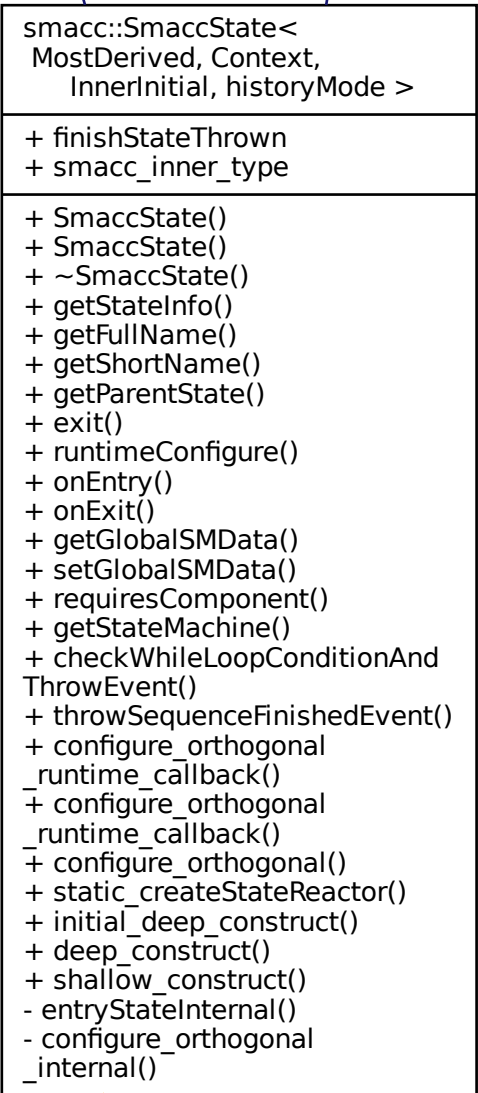 smacc::SmaccState<
MostDerived, Context,
InnerInitial, historyMode >
+ finishStateThrown
+ smacc_inner_type
+ SmaccState()
+ SmaccState()
+ ~SmaccState()
+ getStateInfo()
+ getFullName()
+ getShortName()
+ getParentState()
+ exit()
+ runtimeConfigure()
+ onEntry()
+ onExit()
+ getGlobalSMData()
+ setGlobalSMData()
+ requiresComponent()
+ getStateMachine()
+ checkWhileLoopConditionAnd
ThrowEvent()
+ throwSequenceFinishedEvent()
+ configure_orthogonal
_runtime_callback()
+ configure_orthogonal
_runtime_callback()
+ configure_orthogonal()
+ static_createStateReactor()
+ initial_deep_construct()
+ deep_construct()
+ shallow_construct()
- entryStateInternal()
- configure_orthogonal
_internal()